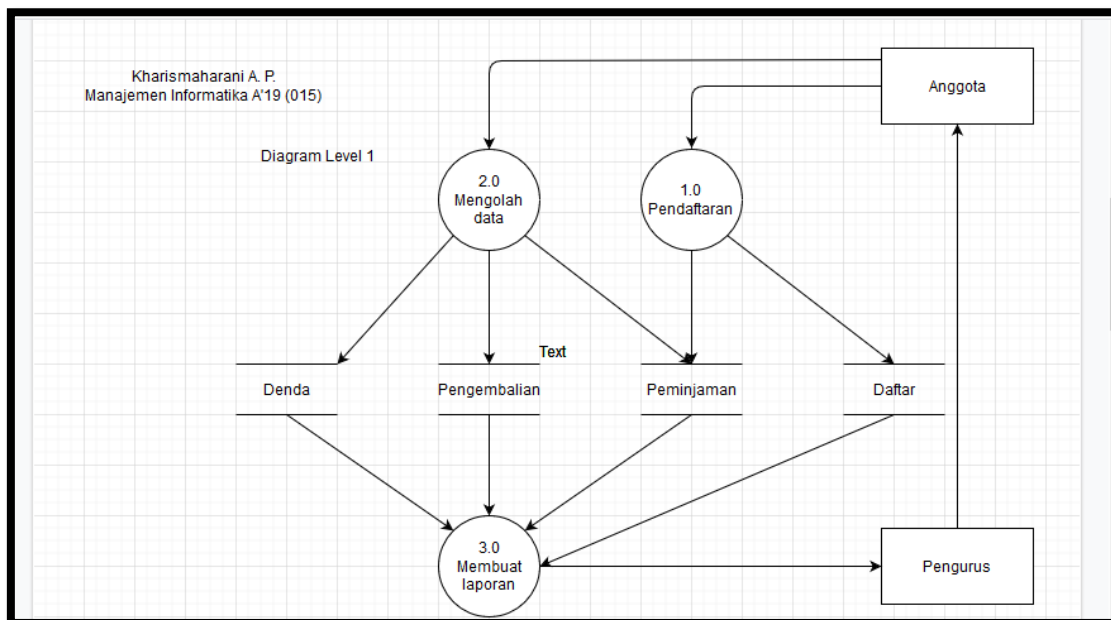 Kharismaharani A. P.
Manajemen Informatika A'19 (015)
Anggota
Diagram Level 1
2.0
Mengolah
data
1.0
Pendaftaran
Text
Denda
Pengembalian
Peminjaman
Daftar
3.0
Membuat
laporan
Pengurus